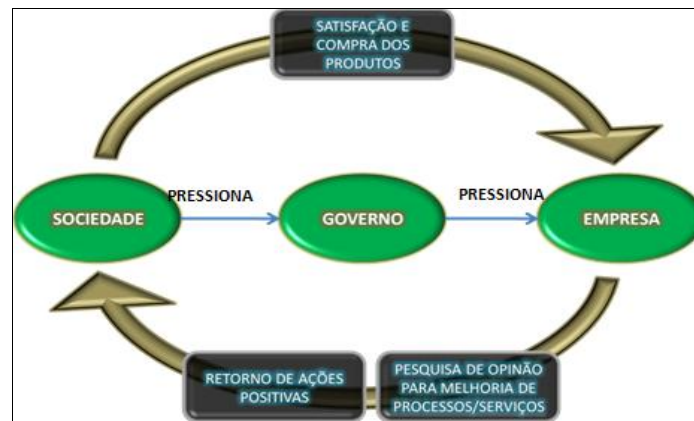 SATISFAÇÃO E
COMPRA DOS
PRODUTOS
PRESSIONA
PRESSIONA
SOCIEDADE
GOVERNO
EMPRESA
RETORNO DE AÇÕES
POSITIVAS
PESQUISA DE OPINIÃO
PARA MELHORIA DE
PROCESSOS/SERVIÇOS